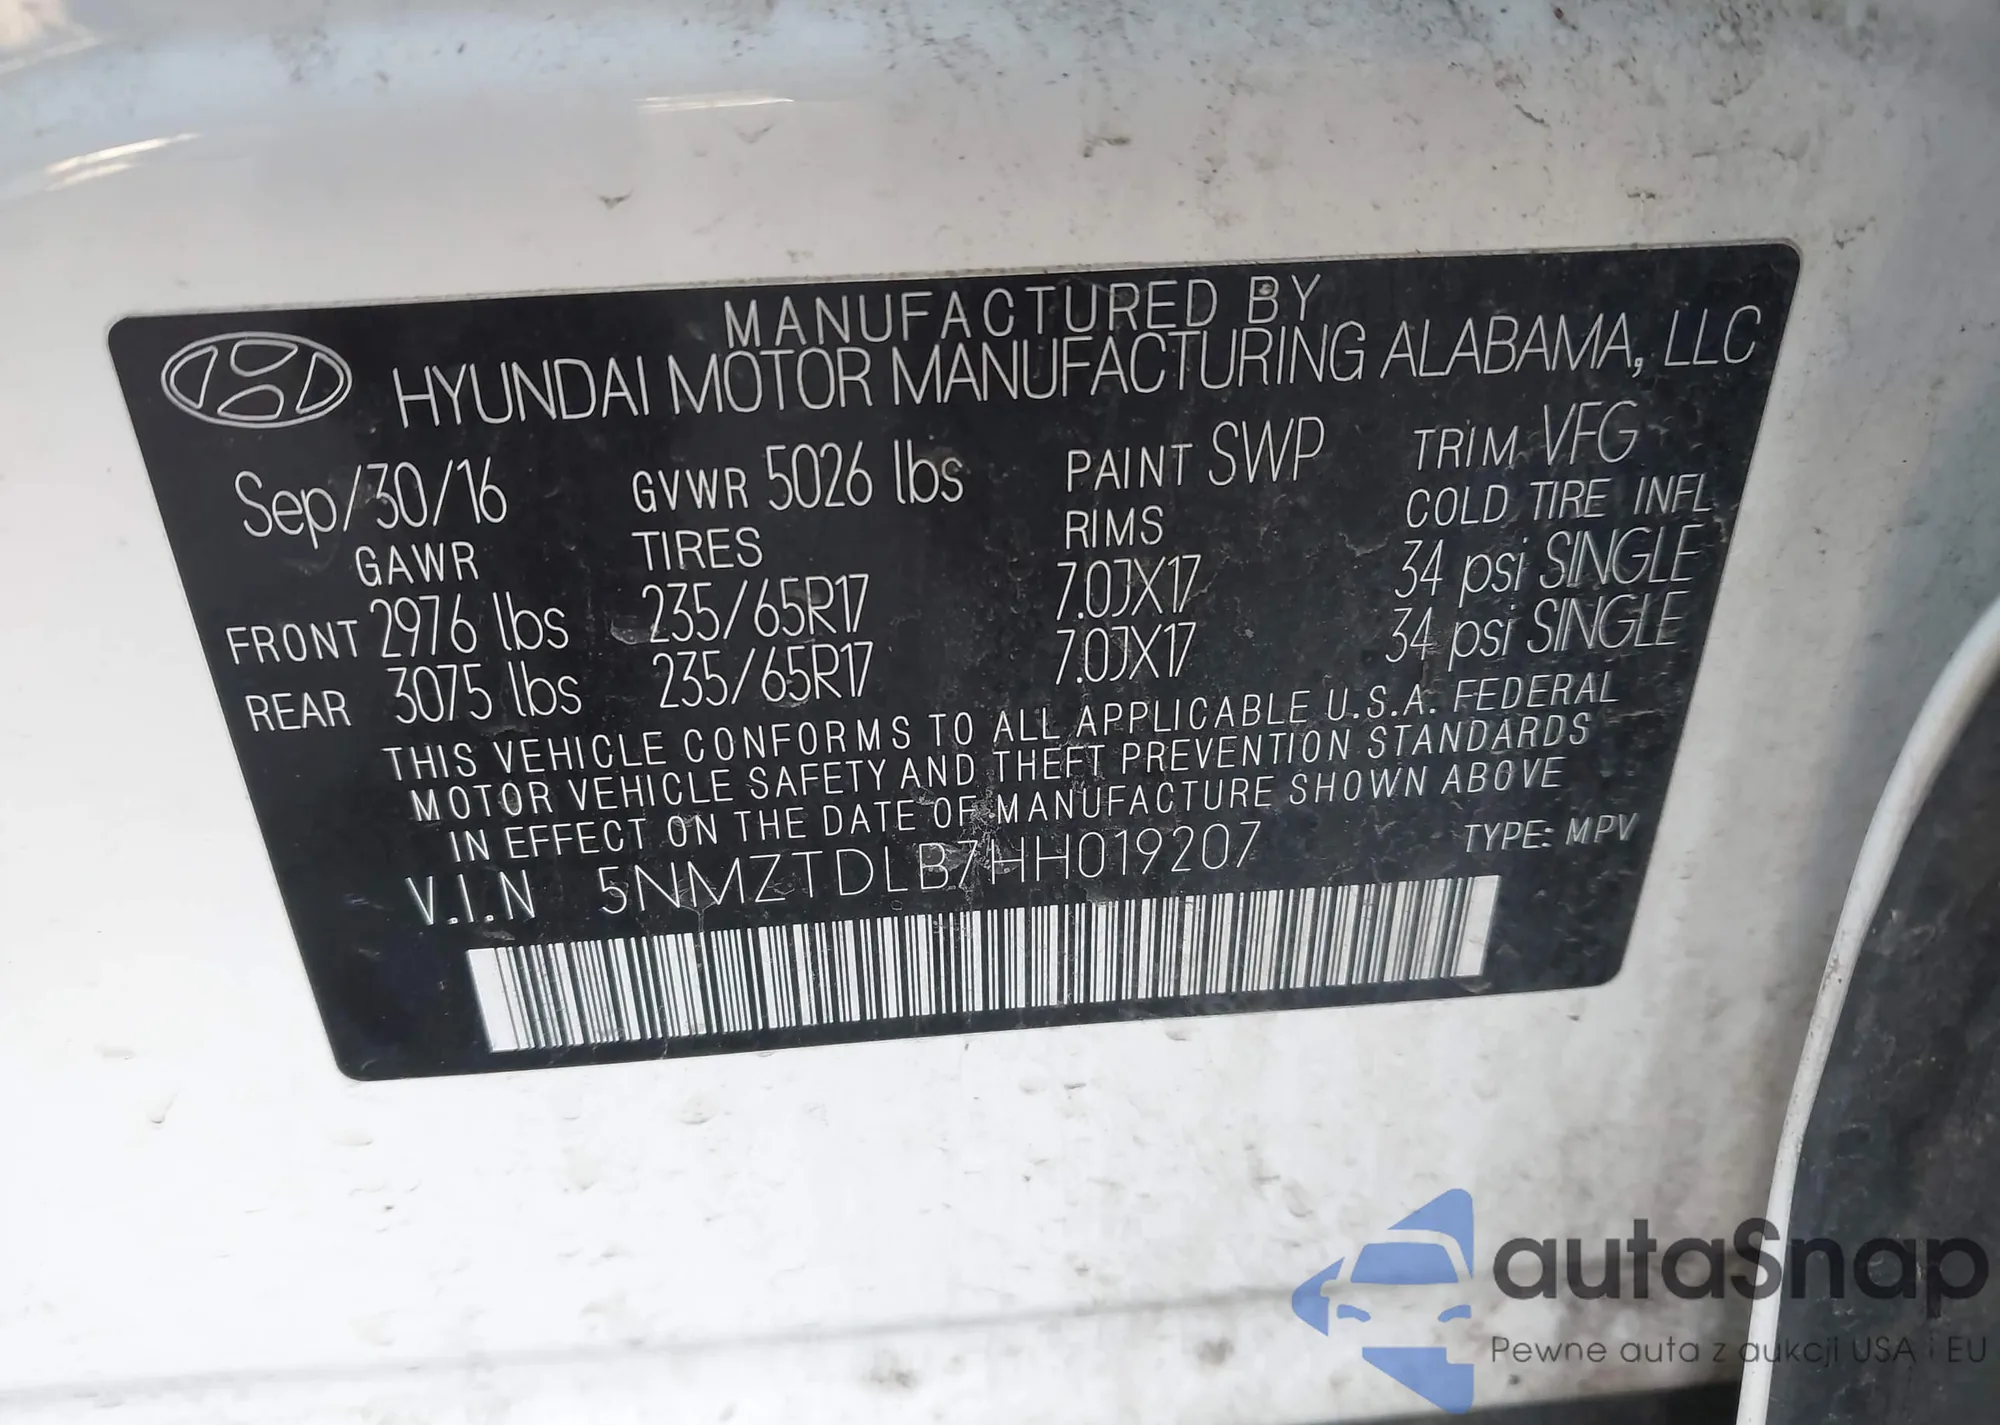 MANUFACTURED BY
HYUNDAI MOTOR MANUFACTURING ALABAMA, LLC
Sep/30/16 GVWR 5026 lbs PAINT SWP TRIM VFG
GAWR TIRES RIMS COLD TIRE INFL
FRONT 2976 lbs 235/65R17 7.0JX17 34 psi SINGLE
REAR 3075 lbs 235/65R17 7.0JX17 34 psi SINGLE
THIS VEHICLE CONFORMS TO ALL APPLICABLE U.S.A. FEDERAL
MOTOR VEHICLE SAFETY AND THEFT PREVENTION STANDARDS
IN EFFECT ON THE DATE OF MANUFACTURE SHOWN ABOVE
V.I.N 5NMZTDLB7HH019207 TYPE: MPV
autaSnap
Pewne auta z aukcji USA i EU